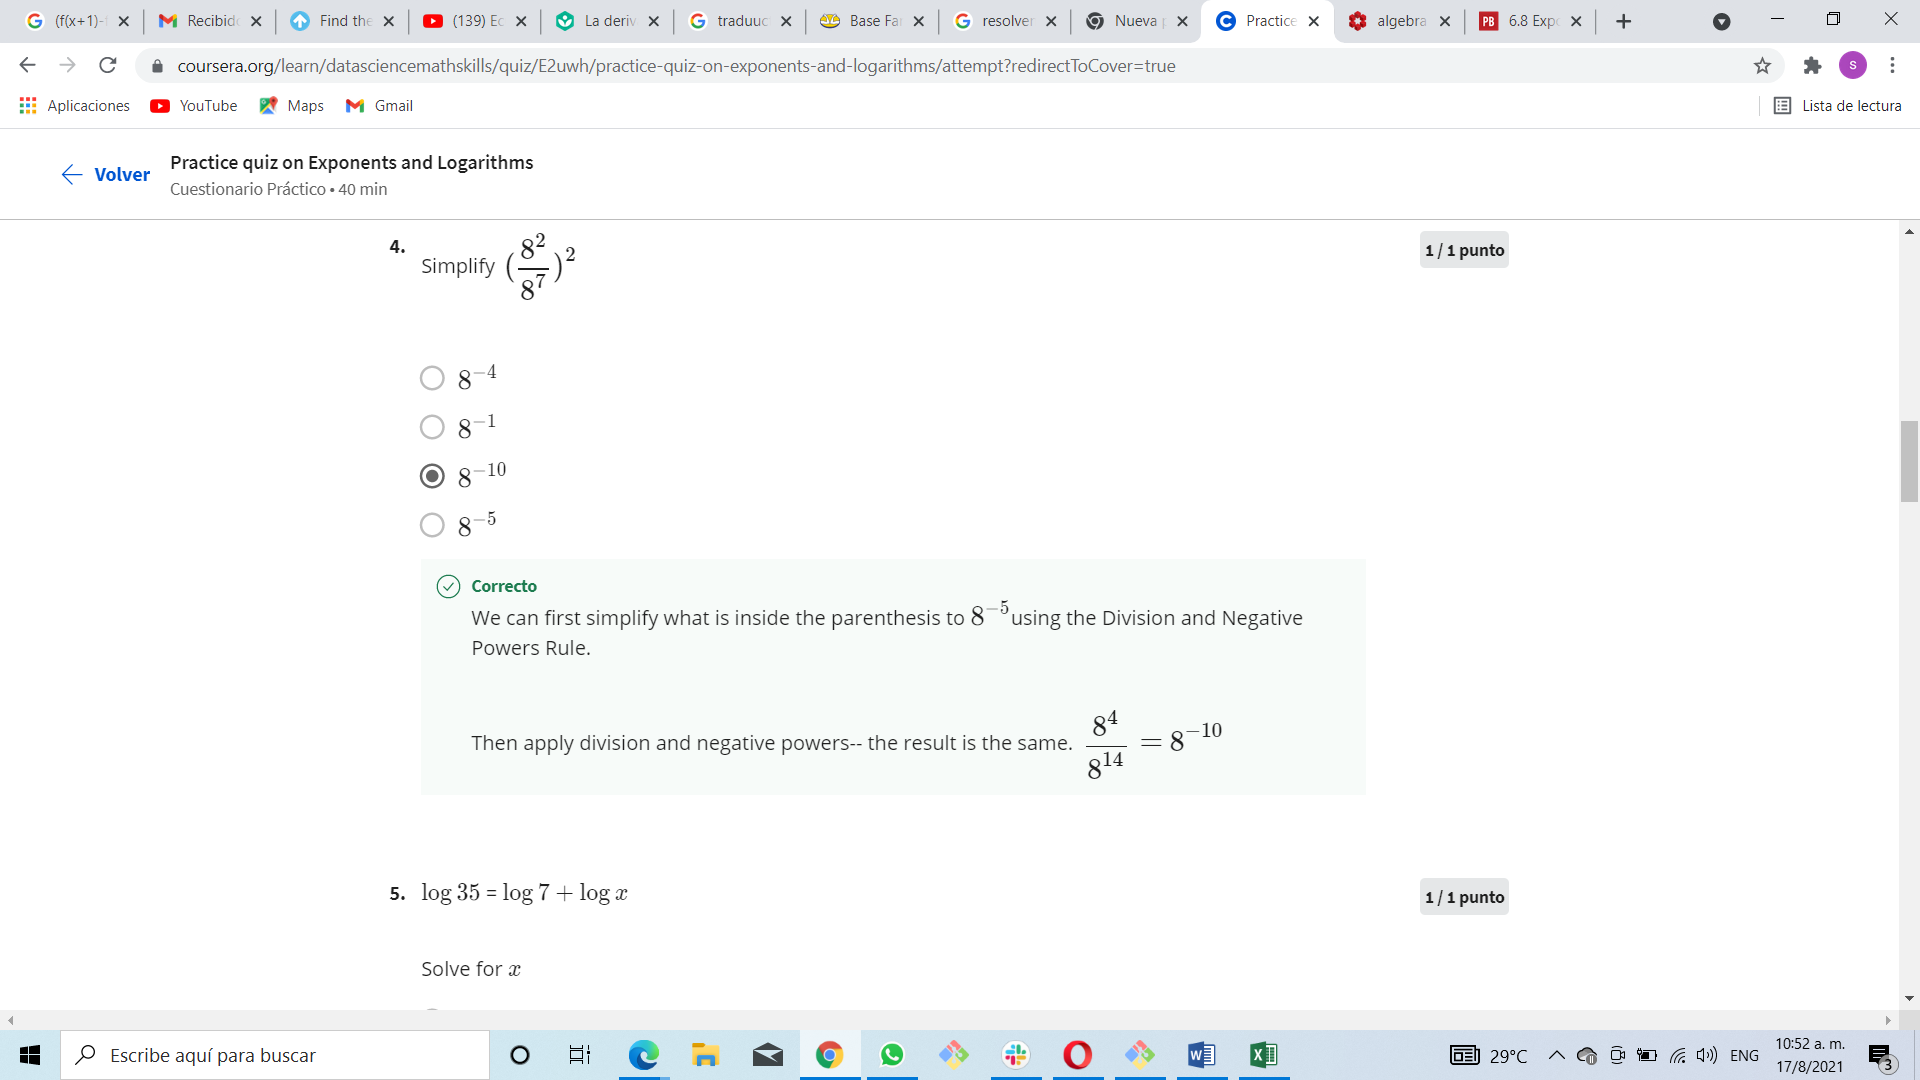 (f(x+1)-
Recibid
Find the
(139) Ec
La deriv
traduuc
Base Fa
resolver
Nueva
Practice
algebra
PB 6.8 Exp
coursera.org/learn/datasciencemathskills/quiz/E2uwh/practice-quiz-on-exponents-and-logarithms/attempt?redirectToCover=true
s
Aplicaciones YouTube Maps Gmail Lista de lectura
Volver
Practice quiz on Exponents and Logarithms
Cuestionario Práctico • 40 min
4. Simplify (8^2/8^7)^2
1 / 1 punto
8^−4
8^−1
8^−10
8^−5
Correcto
We can first simplify what is inside the parenthesis to 8^−5 using the Division and Negative
Powers Rule.
Then apply division and negative powers-- the result is the same. 8^4/8^14 = 8^−10
5. log 35 = log 7 + log x
1 / 1 punto
Solve for x
Escribe aquí para buscar
29°C
ENG
10:52 a. m.
17/8/2021
3